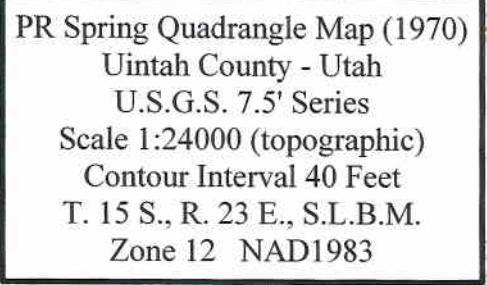 PR Spring Quadrangle Map (1970)
Uintah County - Utah
U.S.G.S. 7.5' Series
Scale 1:24000 (topographic)
Contour Interval 40 Feet
T. 15 S., R. 23 E., S.L.B.M.
Zone 12 NAD1983